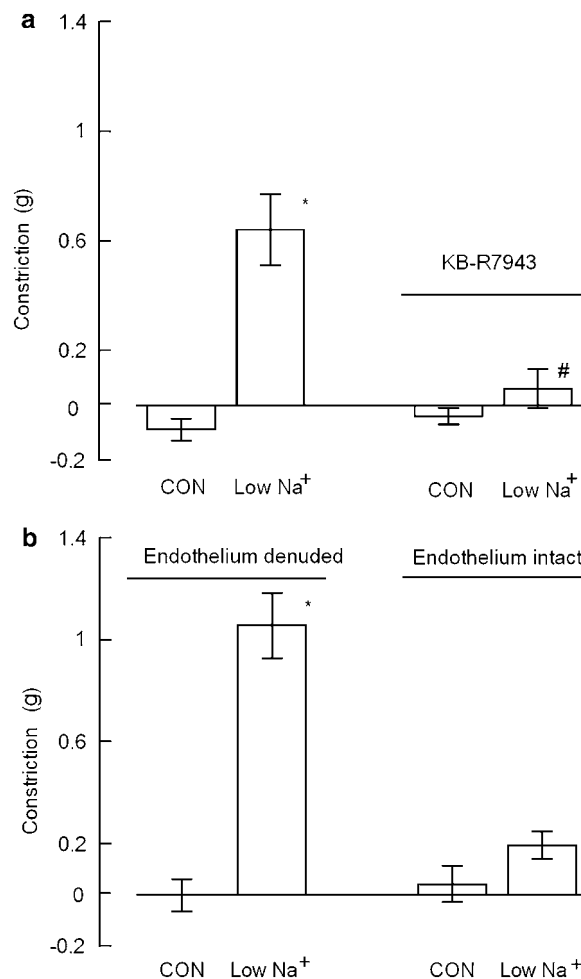 a
1.4
1
0.6
0.2
0
-0.2
Constriction (g)
*
KB-R7943
#
CON Low Na+ CON Low Na+
b
1.4
1
0.6
0.2
0
-0.2
Constriction (g)
Endothelium denuded Endothelium intact
*
CON Low Na+ CON Low Na+